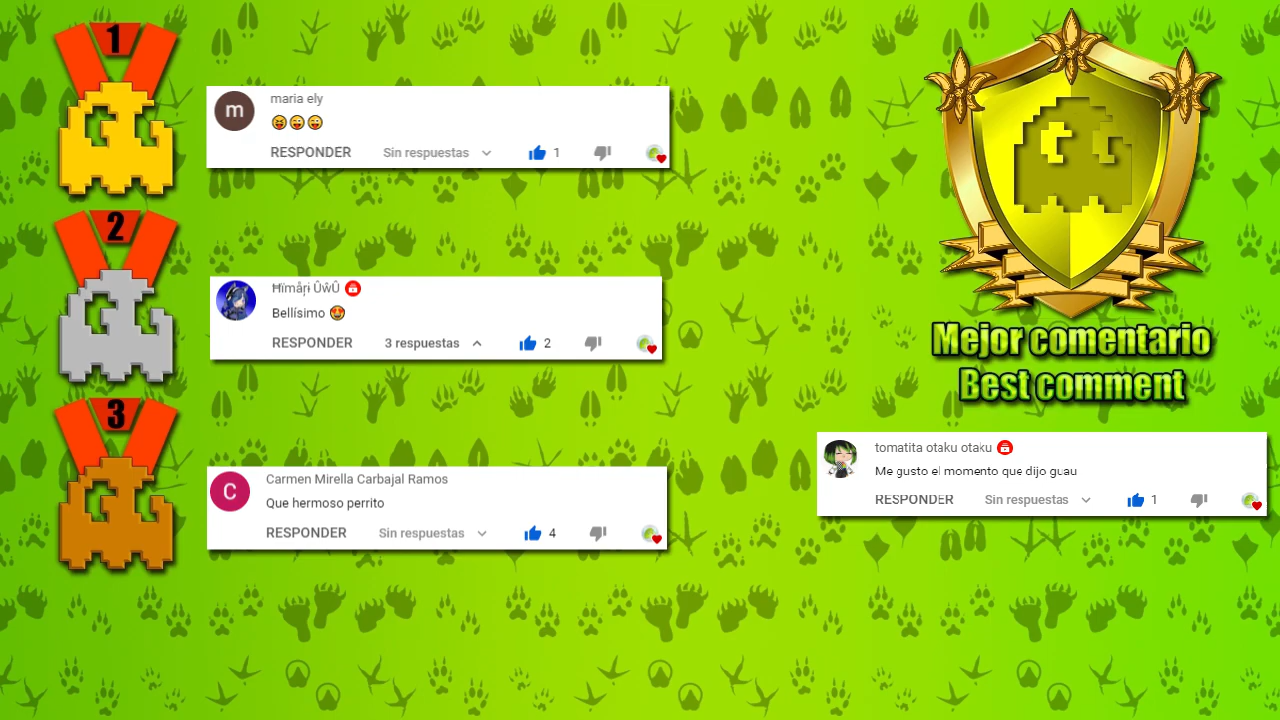 1
maria ely
😝😜😜
RESPONDER Sin respuestas 1
2
Ħïmåŗi ÛŵÛ
Bellísimo 🤩
RESPONDER 3 respuestas 2
3
C
Carmen Mirella Carbajal Ramos
Que hermoso perrito
RESPONDER Sin respuestas 4
m
Mejor comentario
Best comment
tomatita otaku otaku
Me gusto el momento que dijo guau
RESPONDER Sin respuestas 1